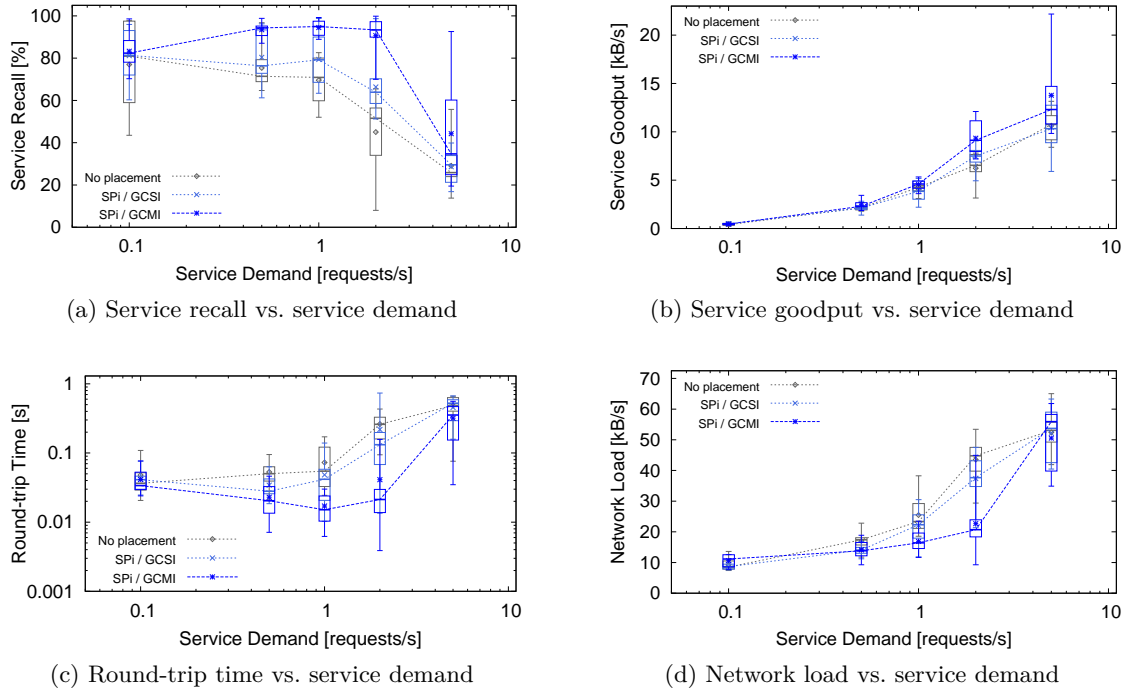 100
80
60
40
20
0
Service Recall [%]
No placement
SPi / GCSI
SPi / GCMI
0.1
1
10
Service Demand [requests/s]
(a) Service recall vs. service demand
20
15
10
5
0
Service Goodput [kB/s]
No placement
SPi / GCSI
SPi / GCMI
0.1
1
10
Service Demand [requests/s]
(b) Service goodput vs. service demand
1
0.1
0.01
0.001
Round-trip Time [s]
No placement
SPi / GCSI
SPi / GCMI
0.1
1
10
Service Demand [requests/s]
(c) Round-trip time vs. service demand
70
60
50
40
30
20
10
0
Network Load [kB/s]
No placement
SPi / GCSI
SPi / GCMI
0.1
1
10
Service Demand [requests/s]
(d) Network load vs. service demand